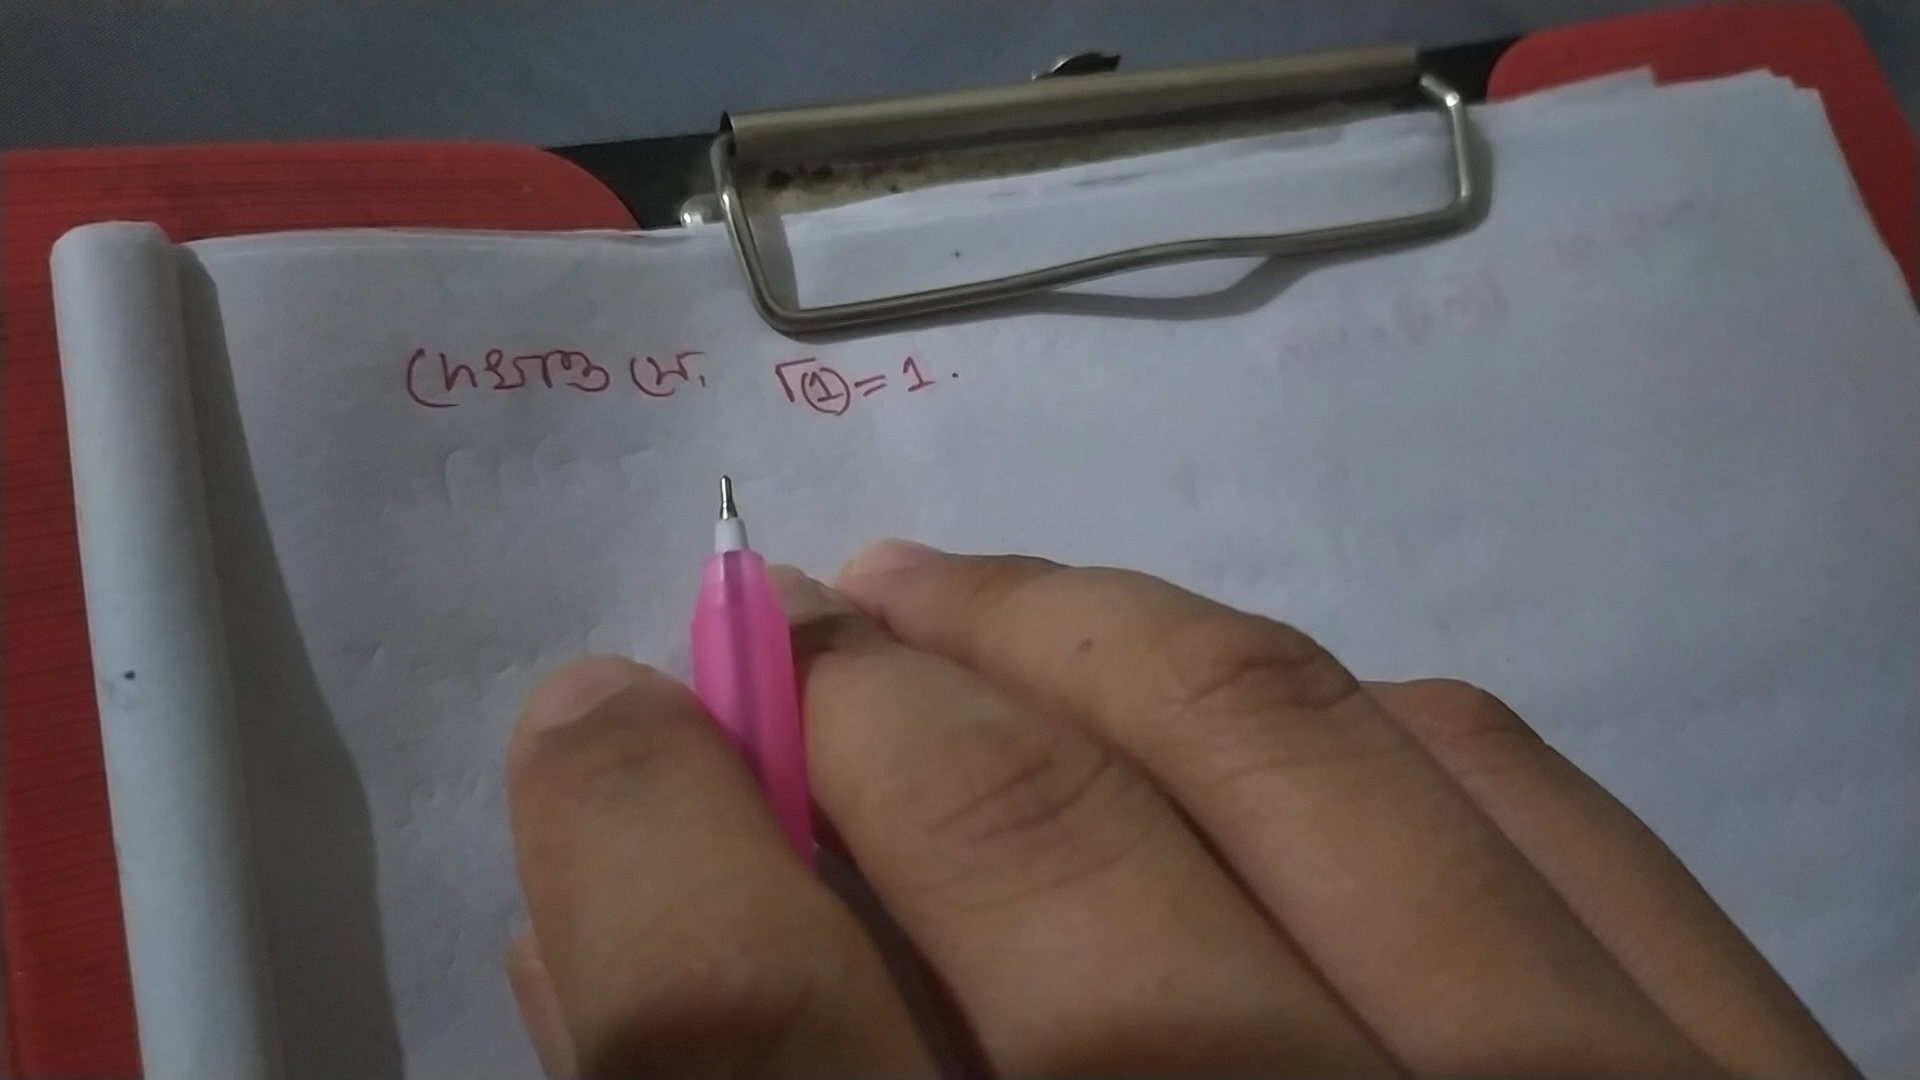 দেখাও যে, Γ(1) = 1.